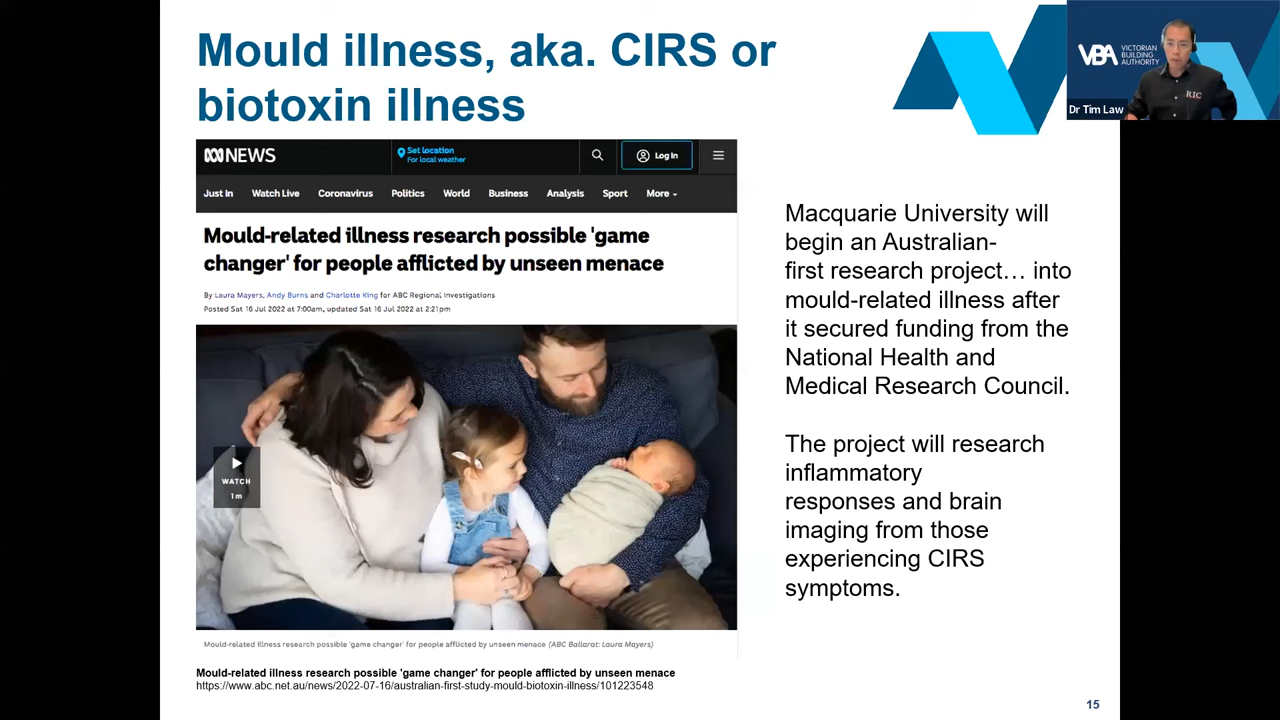 Mould illness, aka. CIRS or
biotoxin illness
VBA
VICTORIAN
BUILDING
AUTHORITY
RIC
Dr Tim Law
NEWS
Set location
For local weather
Log In
Just In Watch Live Coronavirus Politics World Business Analysis Sport More
Mould-related illness research possible 'game
changer' for people afflicted by unseen menace
By Laura Mayers, Andy Burns and Charlotte King for ABC Regional Investigations
Posted Sat 16 Jul 2022 at 7:00am, updated Sat 16 Jul 2022 at 2:21pm
WATCH
1m
Mould-related illness research possible 'game changer' for people afflicted by unseen menace (ABC Ballarat: Laura Mayers)
Mould-related illness research possible 'game changer' for people afflicted by unseen menace
https://www.abc.net.au/news/2022-07-16/australian-first-study-mould-biotoxin-illness/101223548
Macquarie University will
begin an Australian-
first research project… into
mould-related illness after
it secured funding from the
National Health and
Medical Research Council.
The project will research
inflammatory
responses and brain
imaging from those
experiencing CIRS
symptoms.
15